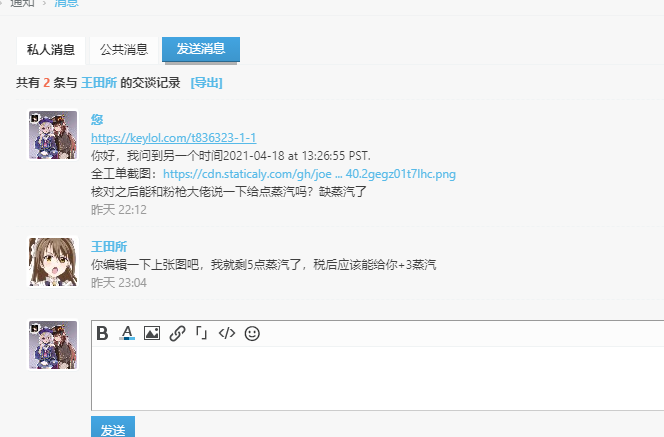 通知 › 消息
私人消息 公共消息 发送消息
共有 2 条与 王田所 的交谈记录 [导出]
您
https://keylol.com/t836323-1-1
你好，我问到另一个时间2021-04-18 at 13:26:55 PST.
全工单截图：https://cdn.staticaly.com/gh/joe ... 40.2gegz01t7lhc.png
核对之后能和粉枪大佬说一下给点蒸汽吗？缺蒸汽了
昨天 22:12
王田所
你编辑一下上张图吧，我就剩5点蒸汽了，税后应该能给你+3蒸汽
昨天 23:04
B A 「」 </>
发送